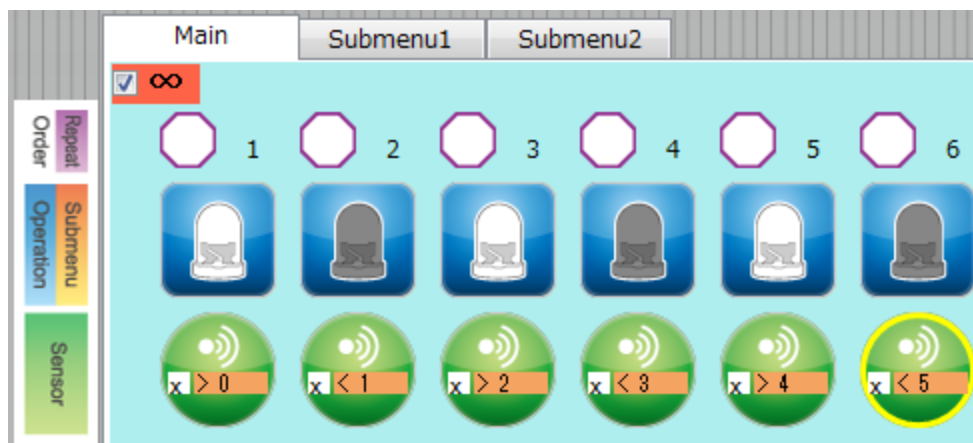 Main
Submenu1
Submenu2
∞
Repeat
Order
1
2
3
4
5
6
Submenu
Operation
Sensor
x > 0
x < 1
x > 2
x < 3
x > 4
x < 5